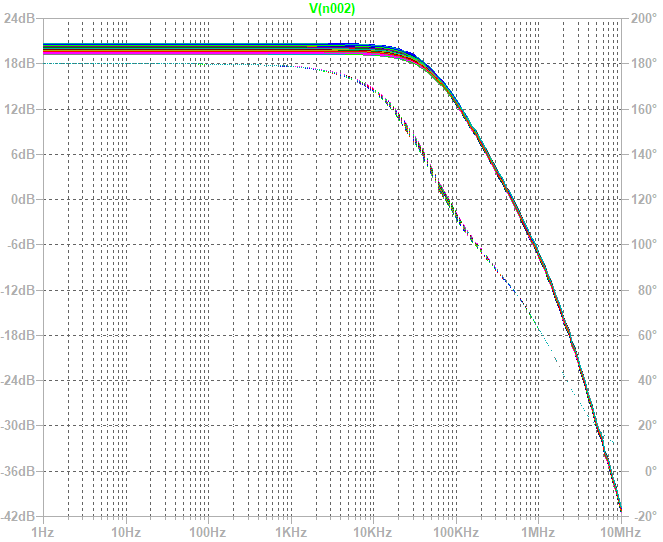 V(n002)
24dB
18dB
12dB
6dB
0dB
-6dB
-12dB
-18dB
-24dB
-30dB
-36dB
-42dB
200°
180°
160°
140°
120°
100°
80°
60°
40°
20°
0°
-20°
1Hz
10Hz
100Hz
1KHz
10KHz
100KHz
1MHz
10MHz